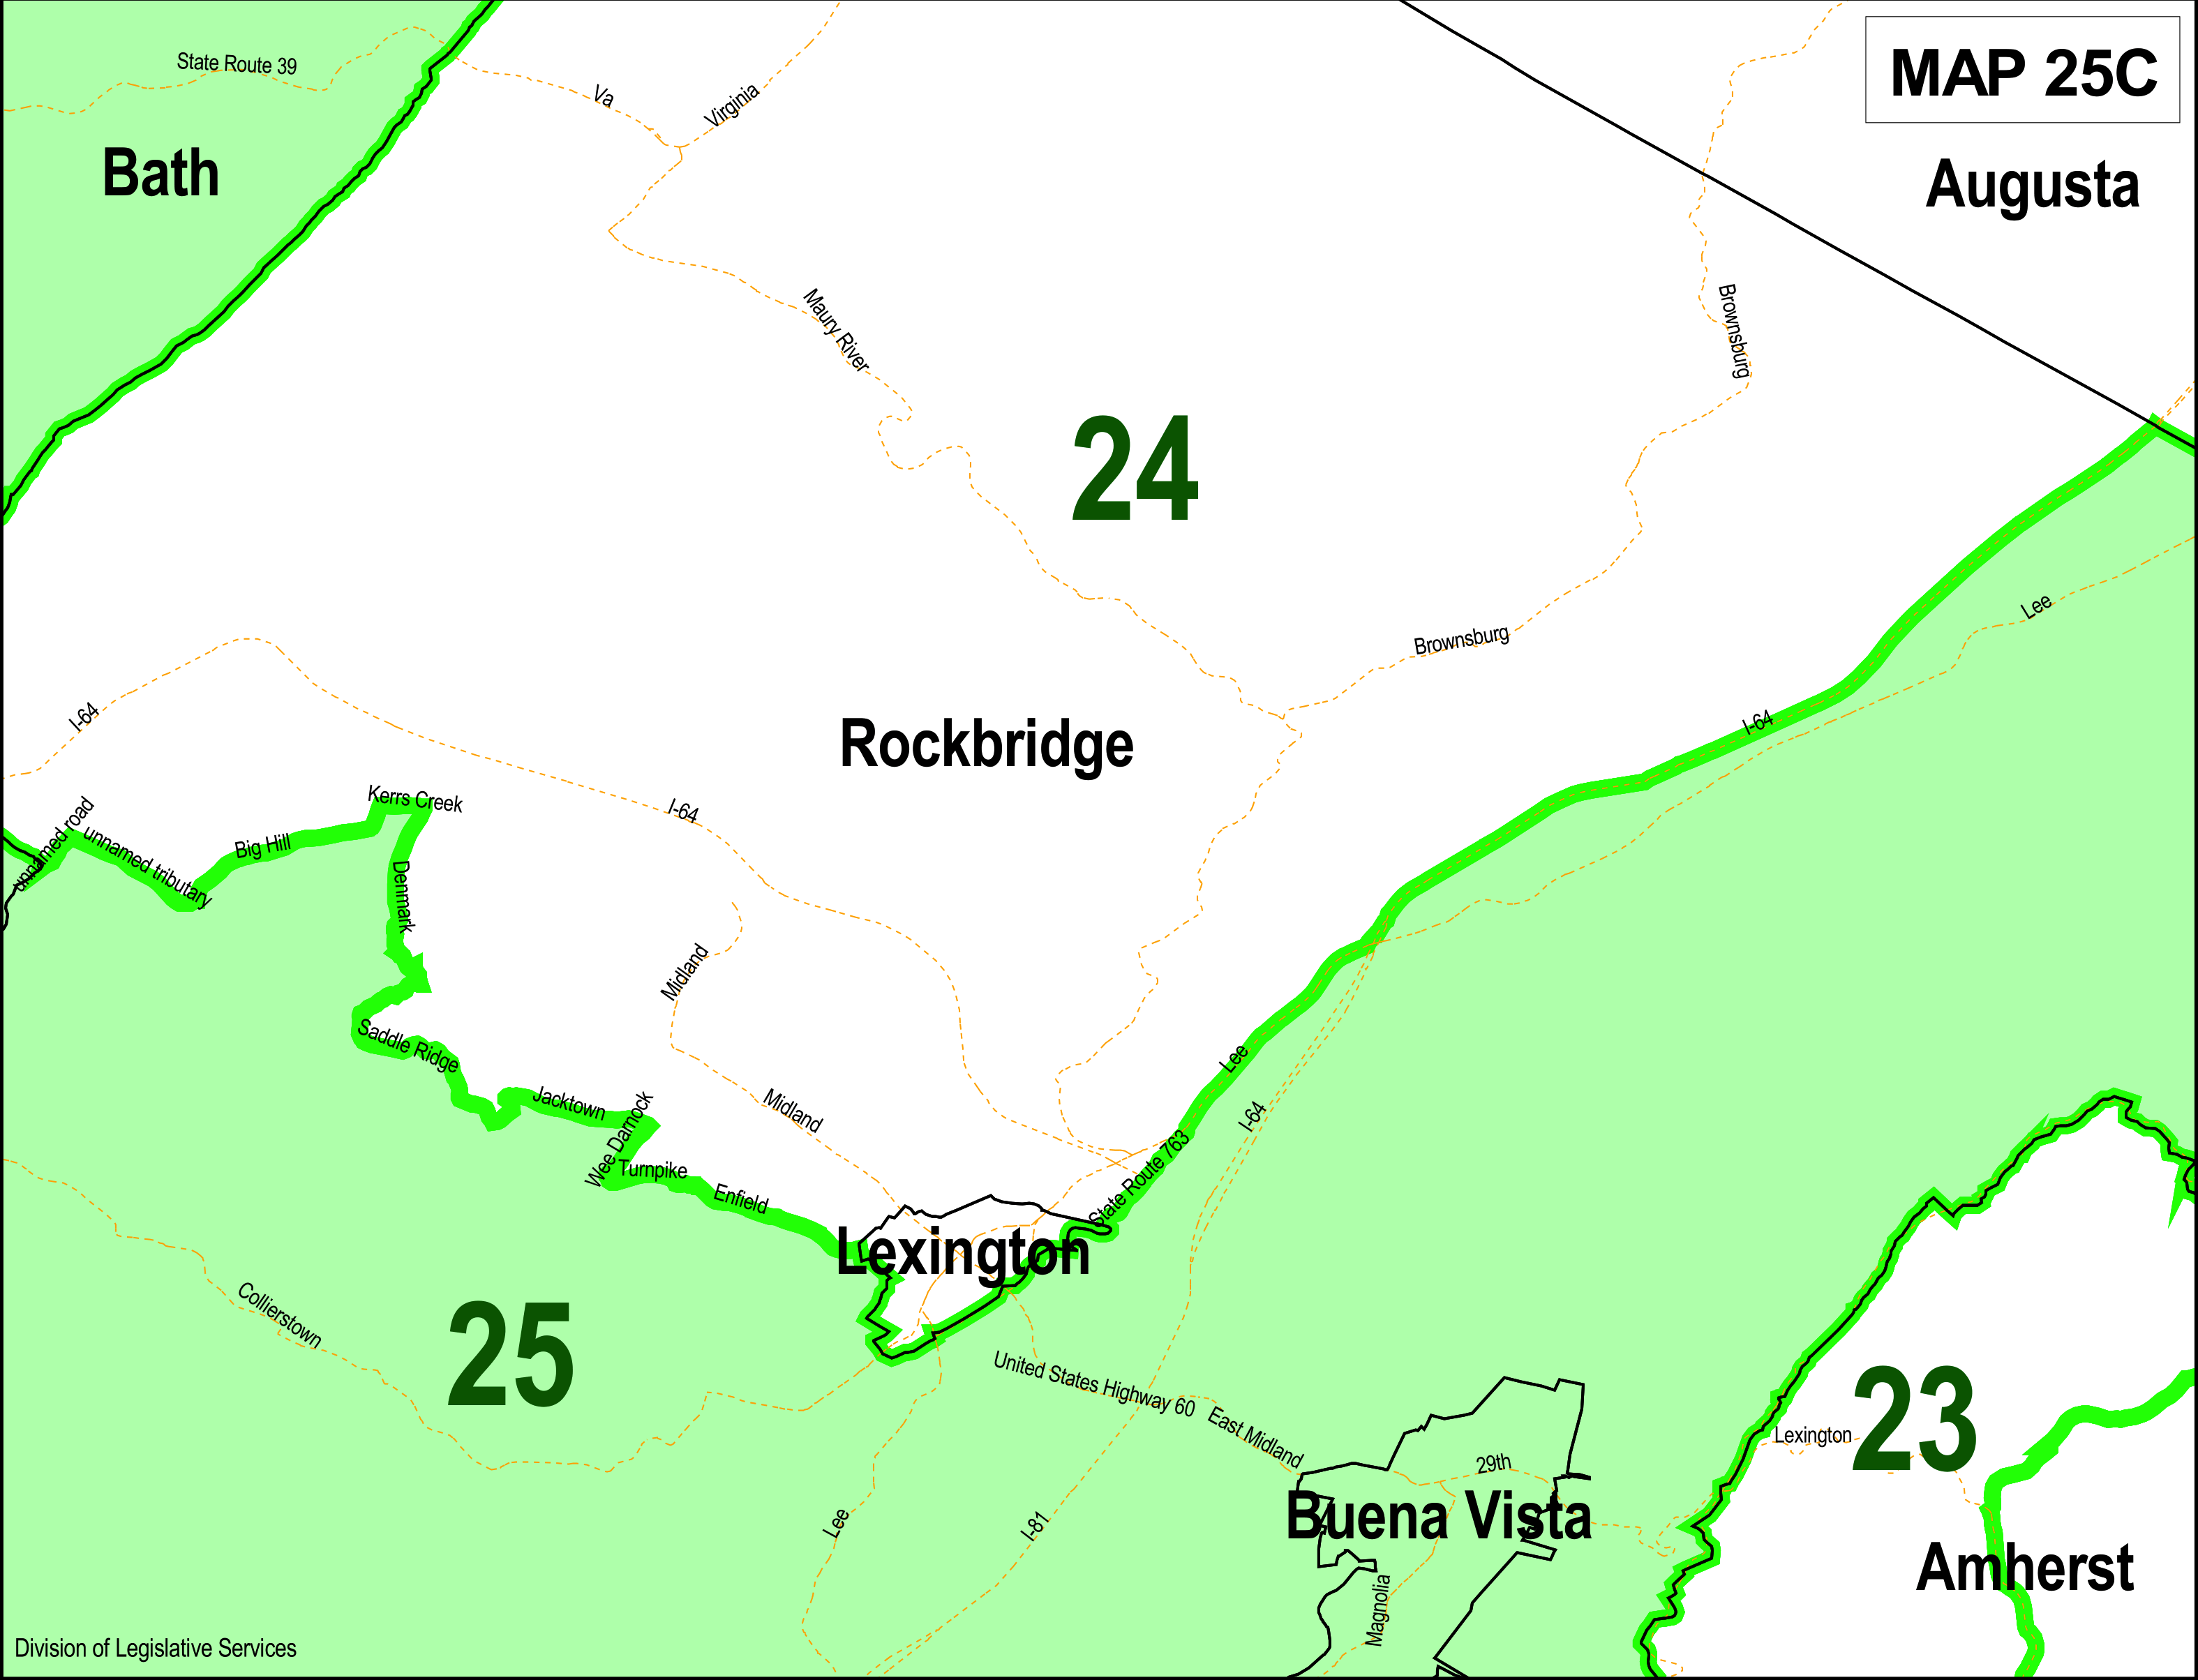 MAP 25C
State Route 39
Va
Virginia
Bath
Augusta
Maury River
Brownsburg
24
Lee
Brownsburg
I-64
Rockbridge
I-64
I-64
Kerrs Creek
unnamed road
unnamed tributary
Big Hill
Denmark
Midland
Saddle Ridge
Lee
Jacktown
Midland
I-64
Wee Darnock
Turnpike
State Route 763
Enfield
Lexington
Collierstown
25
United States Highway 60
East Midland
23
Lexington
29th
Buena Vista
Lee
I-81
Amherst
Magnolia
Division of Legislative Services